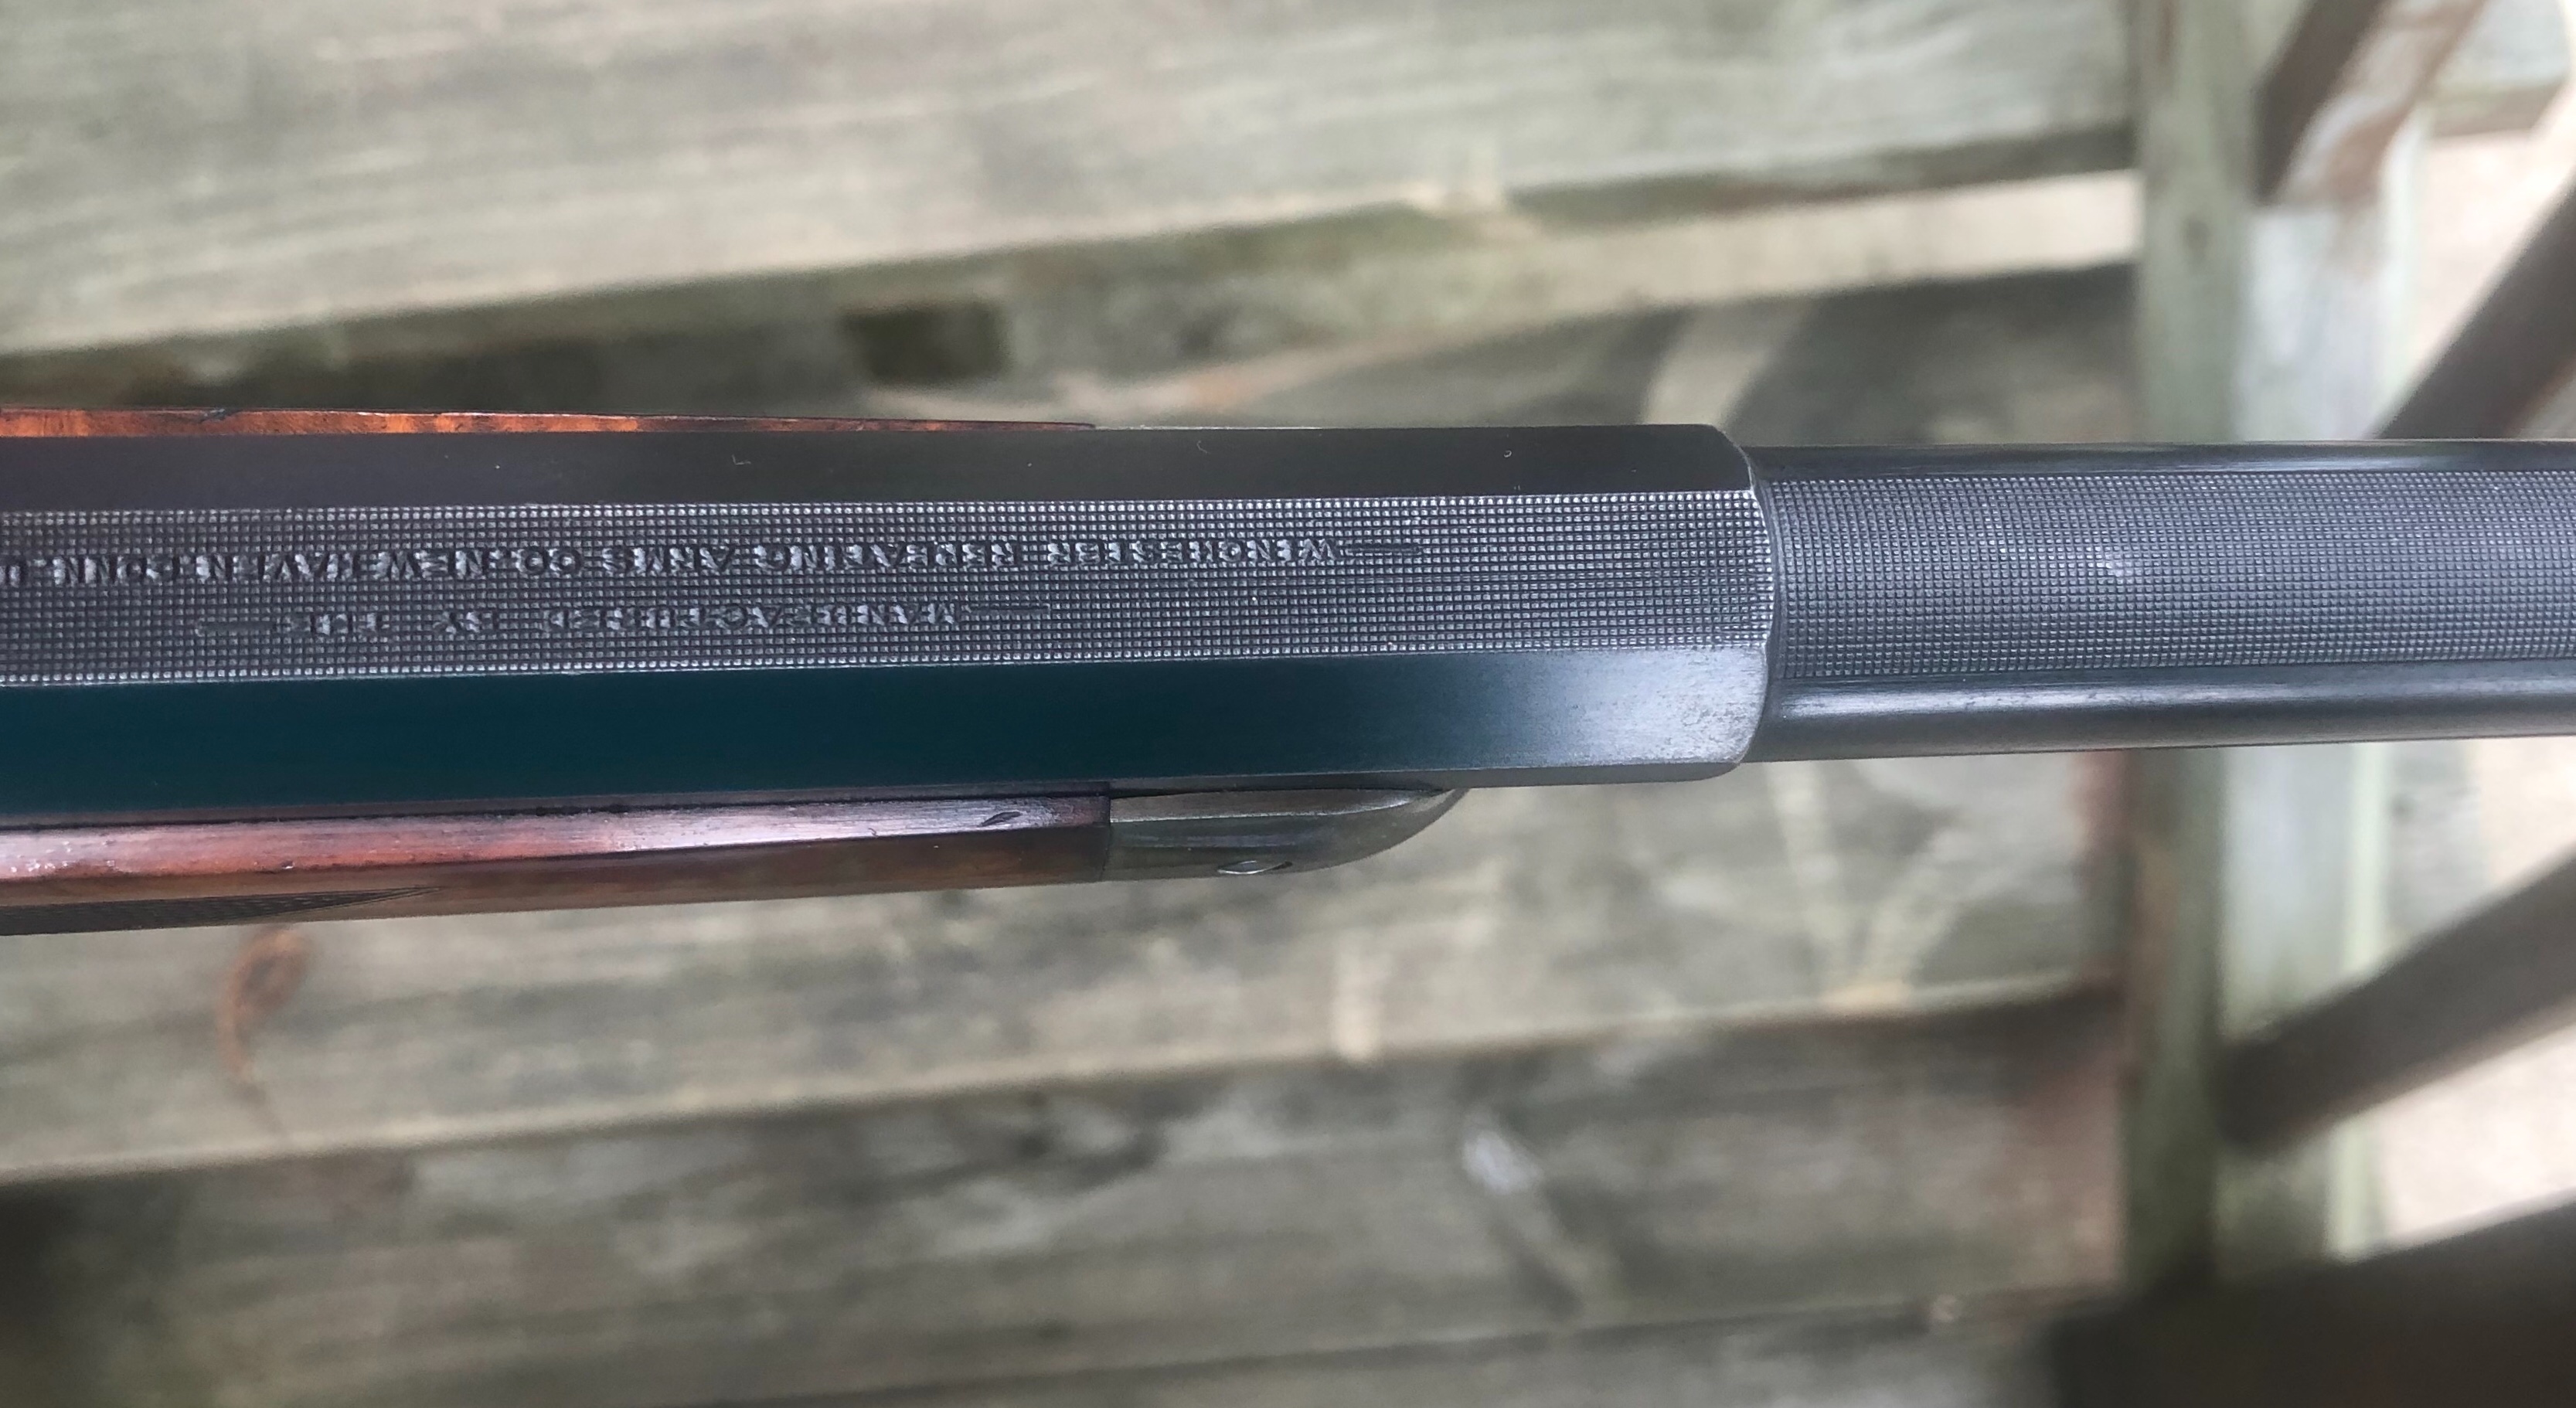 —MANUFACTURED BY THE—
—WINCHESTER REPEATING ARMS CO. NEW HAVEN. CONN. U